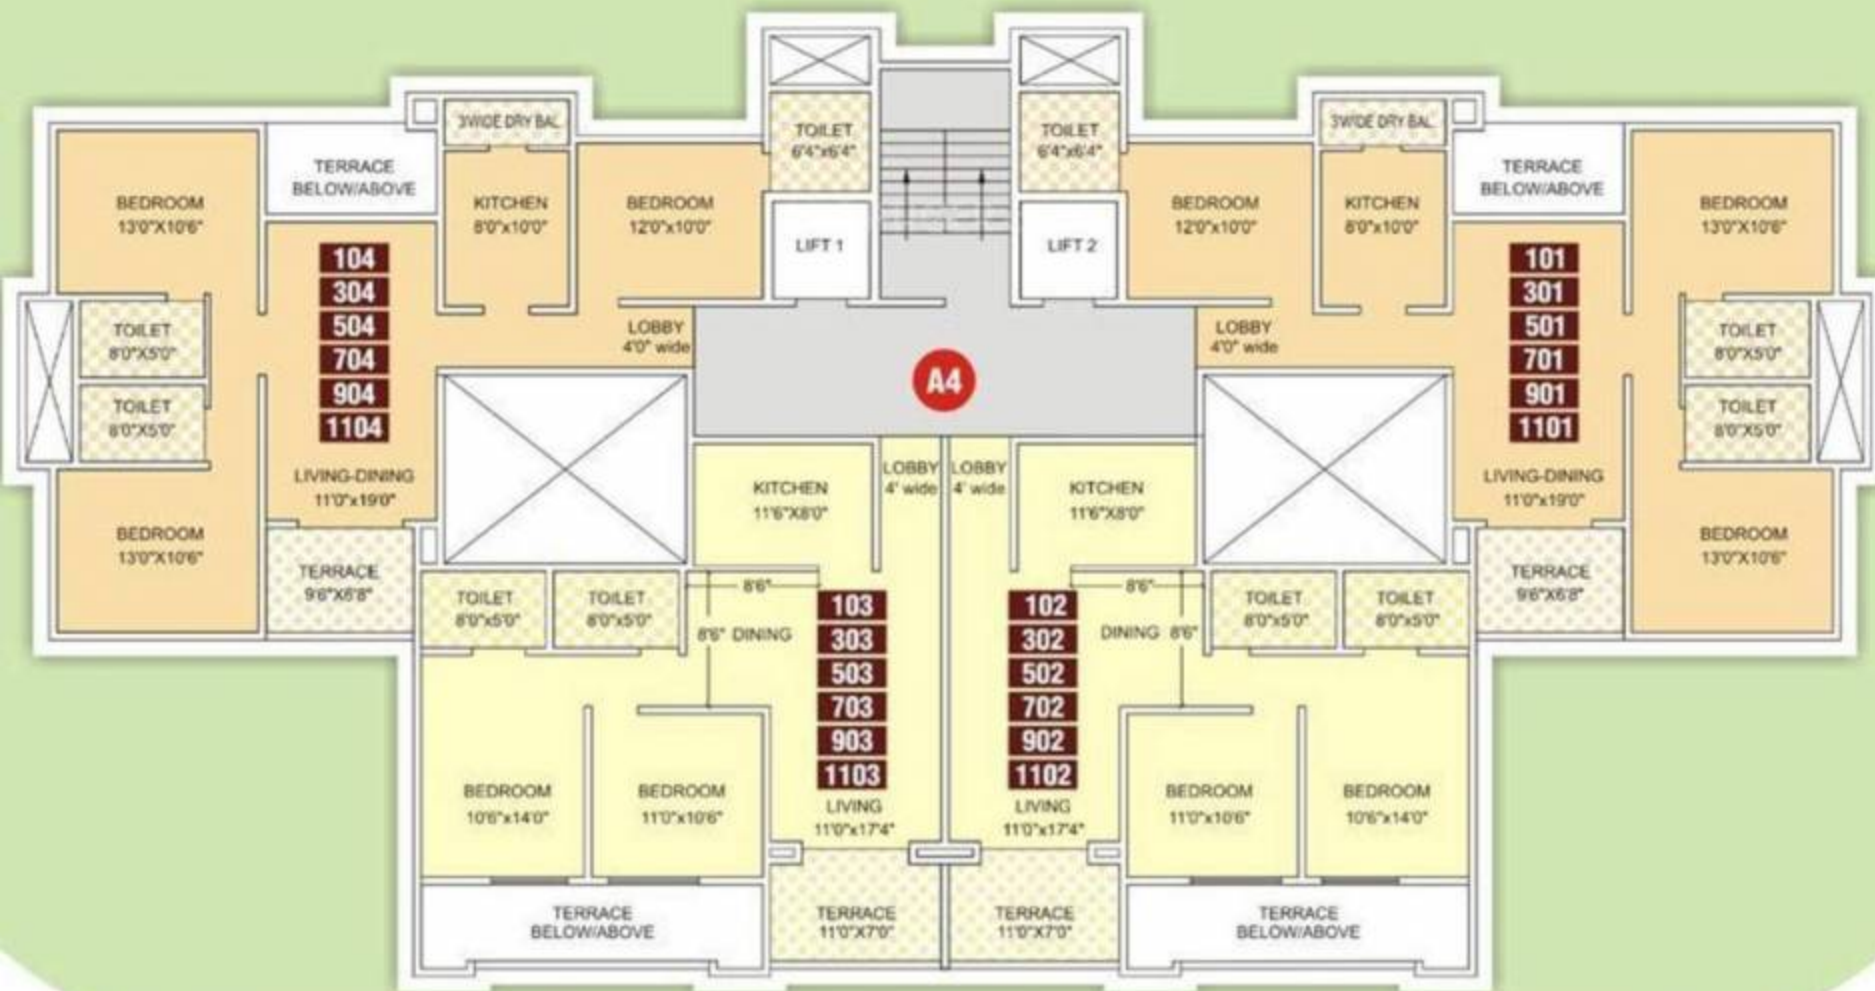 3'WIDE DRY BAL.
TERRACE
BELOW/ABOVE
BEDROOM
13'0"X10'6"
KITCHEN
8'0"x10'0"
BEDROOM
12'0"x10'0"
TOILET
6'4"x6'4"
LIFT 1
TOILET
6'4"x6'4"
LIFT 2
BEDROOM
12'0"x10'0"
3'WIDE DRY BAL.
KITCHEN
8'0"x10'0"
TERRACE
BELOW/ABOVE
BEDROOM
13'0"X10'6"
104
304
504
704
904
1104
LIVING-DINING
11'0"x19'0"
TOILET
8'0"X5'0"
TOILET
8'0"X5'0"
BEDROOM
13'0"X10'6"
TERRACE
9'6"X6'8"
LOBBY
4'0" wide
A4
LOBBY
4'0" wide
101
301
501
701
901
1101
LIVING-DINING
11'0"x19'0"
TOILET
8'0"X5'0"
TOILET
8'0"X5'0"
BEDROOM
13'0"X10'6"
TERRACE
9'6"X6'8"
KITCHEN
11'6"X8'0"
LOBBY
4' wide
LOBBY
4' wide
KITCHEN
11'6"X8'0"
TOILET
8'0"x5'0"
TOILET
8'0"x5'0"
8'6"
8'6" DINING
103
303
503
703
903
1103
LIVING
11'0"x17'4"
102
302
502
702
902
1102
LIVING
11'0"x17'4"
8'6"
DINING 8'6"
TOILET
8'0"x5'0"
TOILET
8'0"x5'0"
BEDROOM
10'6"x14'0"
BEDROOM
11'0"x10'6"
BEDROOM
11'0"x10'6"
BEDROOM
10'6"x14'0"
TERRACE
BELOW/ABOVE
TERRACE
11'0"X7'0"
TERRACE
11'0"X7'0"
TERRACE
BELOW/ABOVE